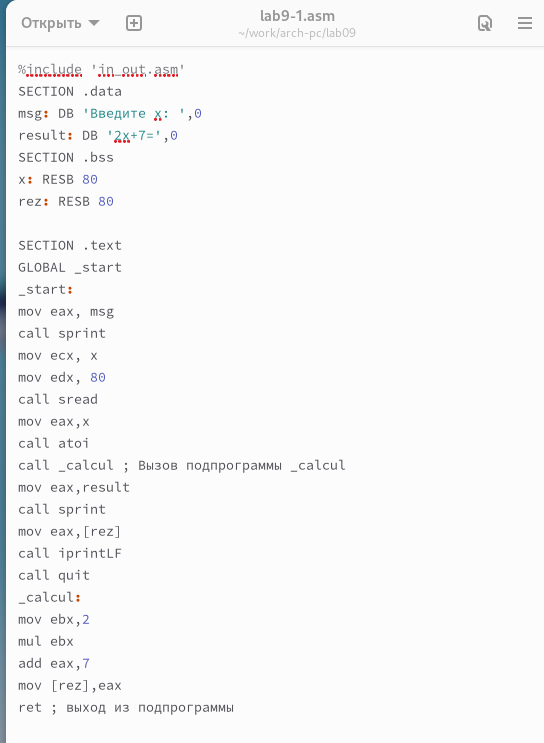 Открыть
lab9-1.asm
~/work/arch-pc/lab09
%include 'in_out.asm'
SECTION .data
msg: DB 'Введите x: ',0
result: DB '2x+7=',0
SECTION .bss
x: RESB 80
rez: RESB 80
SECTION .text
GLOBAL _start
_start:
mov eax, msg
call sprint
mov ecx, x
mov edx, 80
call sread
mov eax,x
call atoi
call _calcul ; Вызов подпрограммы _calcul
mov eax,result
call sprint
mov eax,[rez]
call iprintLF
call quit
_calcul:
mov ebx,2
mul ebx
add eax,7
mov [rez],eax
ret ; выход из подпрограммы